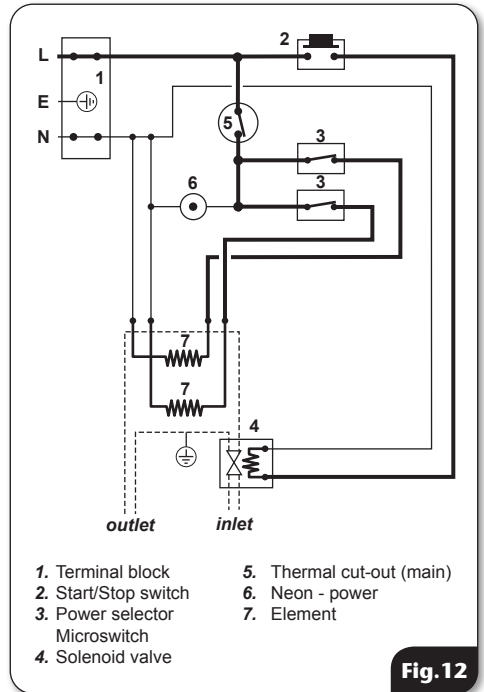 2
L
1
E
5
N
3
3
6
7
7
4
outlet
inlet
1. Terminal block
2. Start/Stop switch
3. Power selector
Microswitch
4. Solenoid valve
5. Thermal cut-out (main)
6. Neon - power
7. Element
Fig.12